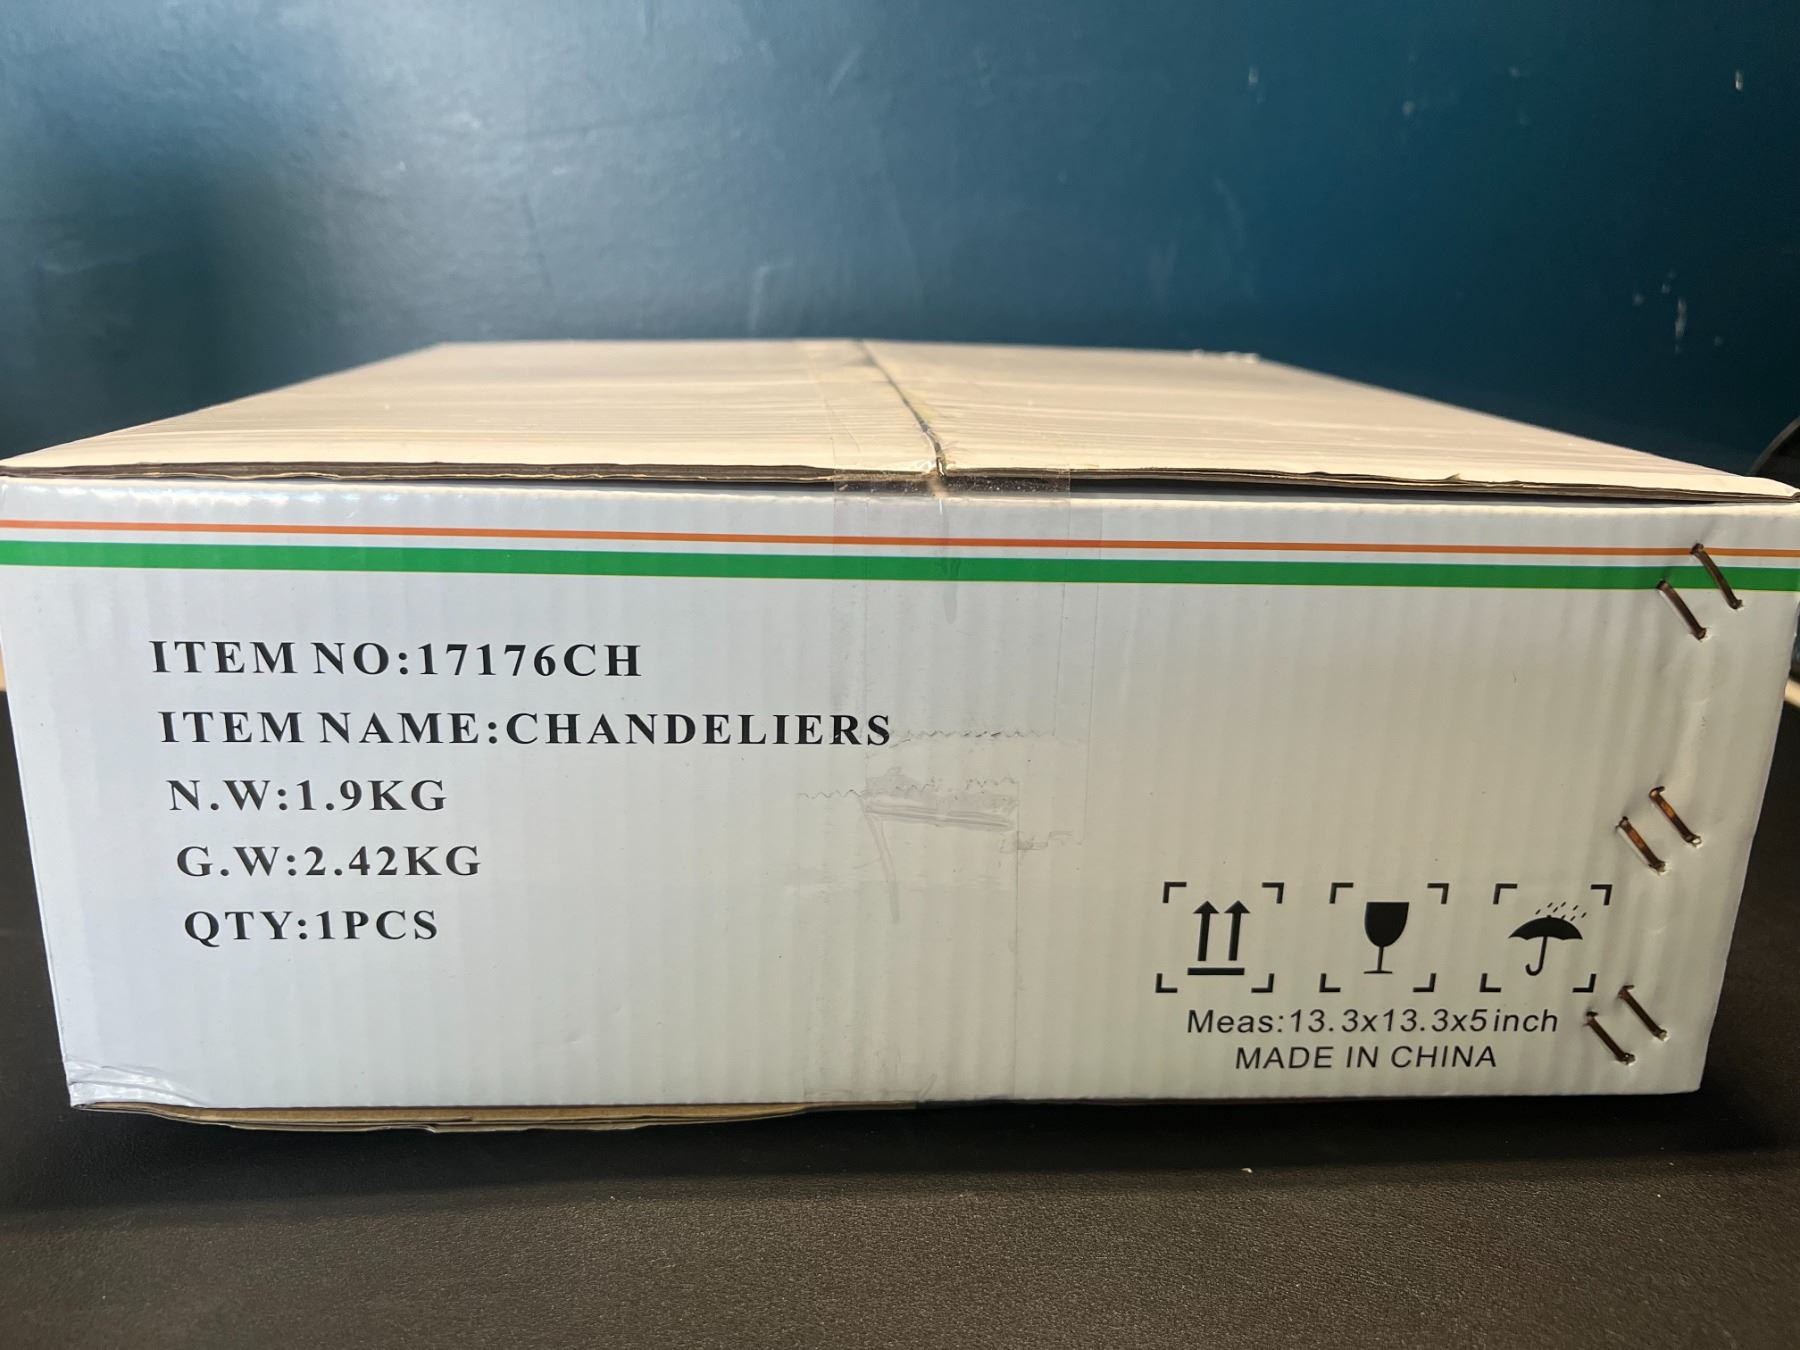 ITEM NO:17176CH
ITEM NAME:CHANDELIERS
N.W:1.9KG
G.W:2.42KG
QTY:1PCS
Meas:13.3x13.3x5inch
MADE IN CHINA